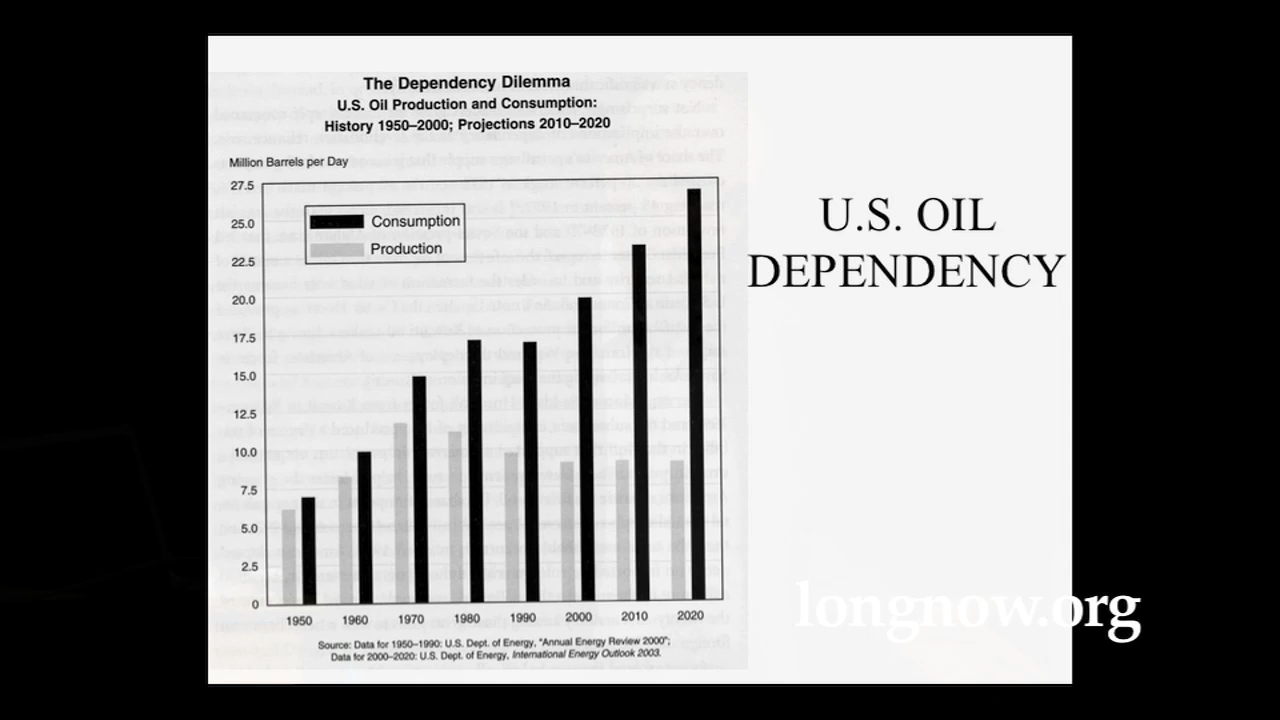 The Dependency Dilemma
U.S. Oil Production and Consumption:
History 1950–2000; Projections 2010–2020
Million Barrels per Day
27.5
Consumption
Production
25.0
22.5
20.0
17.5
15.0
12.5
10.0
7.5
5.0
2.5
0
1950 1960 1970 1980 1990 2000 2010 2020
Source: Data for 1950–1990: U.S. Dept. of Energy, "Annual Energy Review 2000";
Data for 2000–2020: U.S. Dept. of Energy, International Energy Outlook 2003.
U.S. OIL
DEPENDENCY
longnow.org